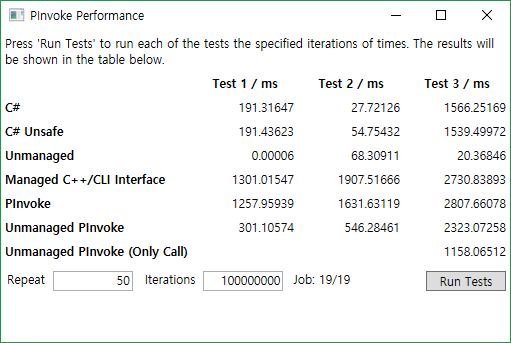 PInvoke Performance
Press 'Run Tests' to run each of the tests the specified iterations of times. The results will
be shown in the table below.
Test 1 / ms Test 2 / ms Test 3 / ms
C# 191.31647 27.72126 1566.25169
C# Unsafe 191.43623 54.75432 1539.49972
Unmanaged 0.00006 68.30911 20.36846
Managed C++/CLI Interface 1301.01547 1907.51666 2730.83893
PInvoke 1257.95939 1631.63119 2807.66078
Unmanaged PInvoke 301.10574 546.28461 2323.07258
Unmanaged PInvoke (Only Call) 1158.06512
Repeat 50 Iterations 100000000 Job: 19/19 Run Tests